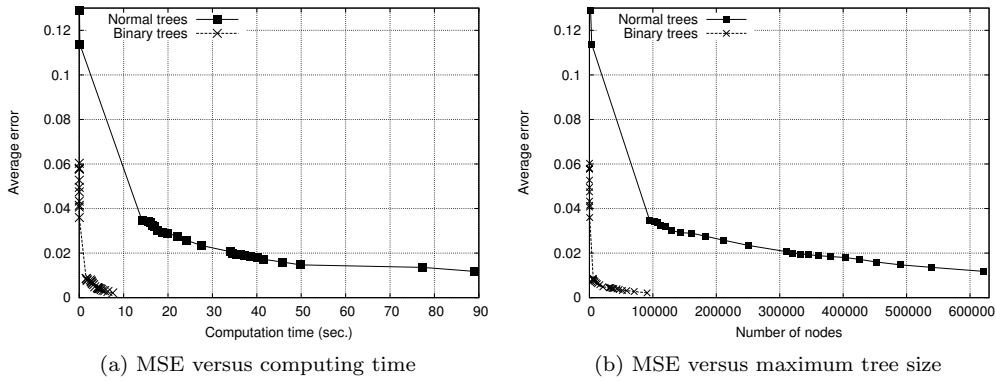 Average error
0.12
0.1
0.08
0.06
0.04
0.02
0
Normal trees
Binary trees
0 10 20 30 40 50 60 70 80 90
Computation time (sec.)
(a) MSE versus computing time
Average error
0.12
0.1
0.08
0.06
0.04
0.02
0
Normal trees
Binary trees
0 100000 200000 300000 400000 500000 600000
Number of nodes
(b) MSE versus maximum tree size